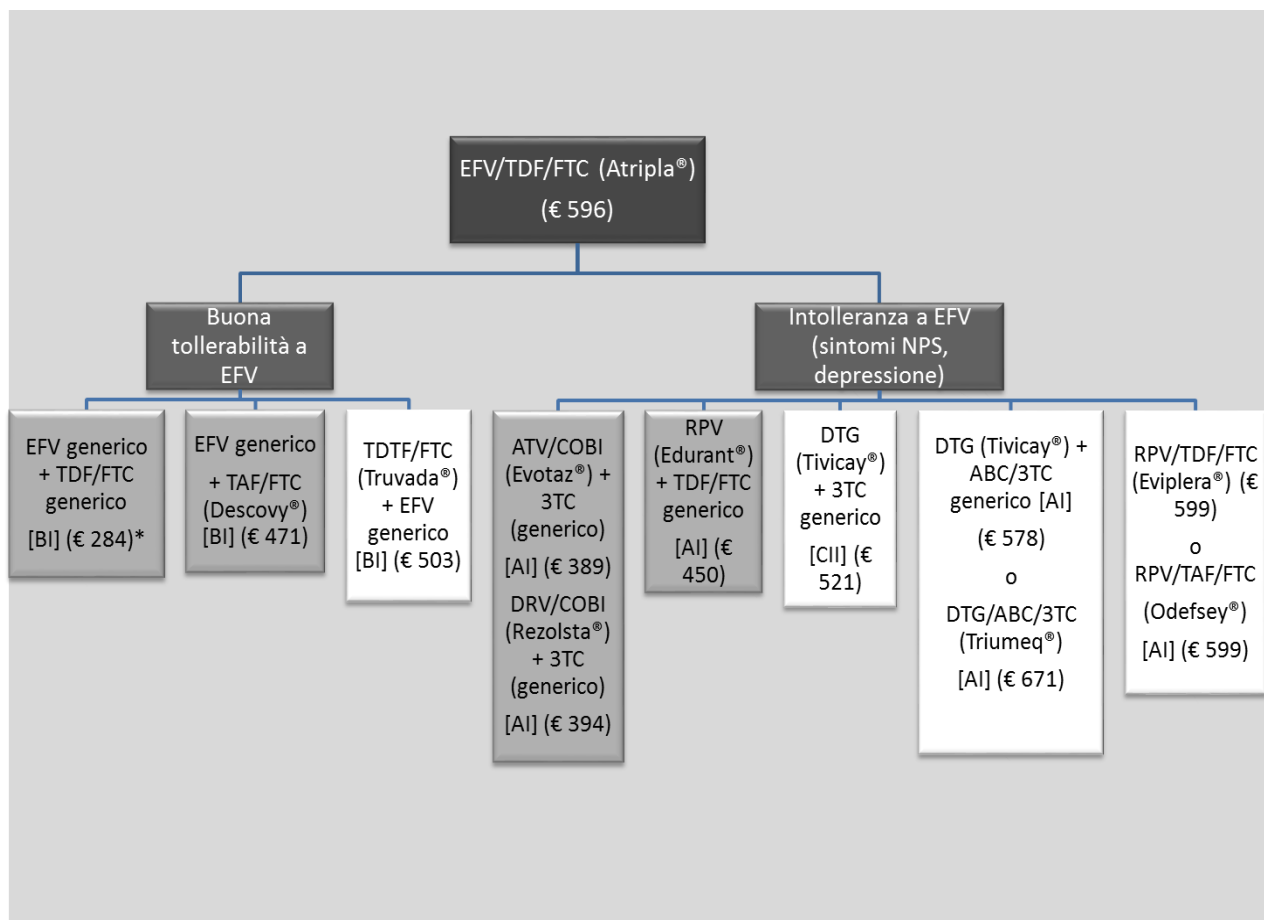 EFV/TDF/FTC (Atripla®)
(€ 596)
Buona
tollerabilità a
EFV
Intolleranza a EFV
(sintomi NPS,
depressione)
EFV generico
+ TDF/FTC
generico
[BI] (€ 284)*
EFV generico
+ TAF/FTC
(Descovy®)
[BI] (€ 471)
TDTF/FTC
(Truvada®)
+ EFV
generico
[BI] (€ 503)
ATV/COBI
(Evotaz®) +
3TC
(generico)
[AI] (€ 389)
DRV/COBI
(Rezolsta®)
+ 3TC
(generico)
[AI] (€ 394)
RPV
(Edurant®)
+ TDF/FTC
generico
[AI] (€
450)
DTG
(Tivicay®)
+ 3TC
generico
[CII] (€
521)
DTG (Tivicay®) +
ABC/3TC
generico [AI]
(€ 578)
o
DTG/ABC/3TC
(Triumeq®)
[AI] (€ 671)
RPV/TDF/FTC
(Eviplera®) (€
599)
o
RPV/TAF/FTC
(Odefsey®)
[AI] (€ 599)